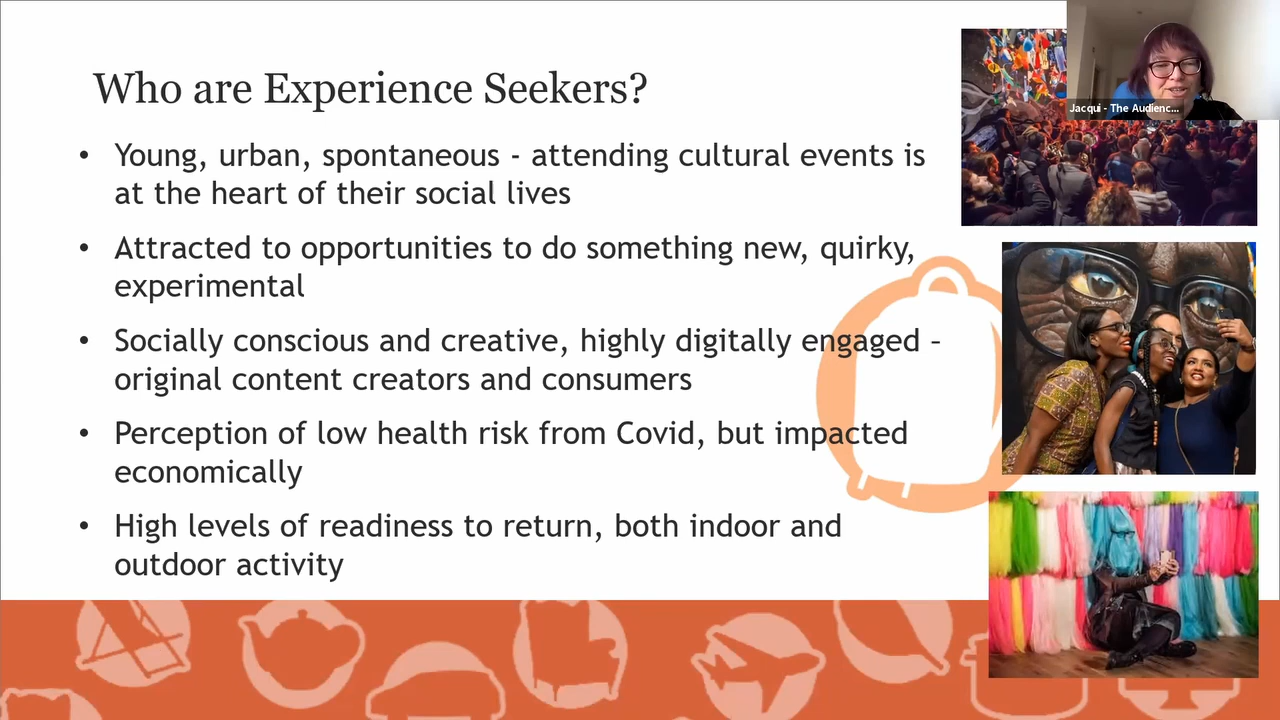 Who are Experience Seekers?
• Young, urban, spontaneous - attending cultural events is
at the heart of their social lives
• Attracted to opportunities to do something new, quirky,
experimental
• Socially conscious and creative, highly digitally engaged –
original content creators and consumers
• Perception of low health risk from Covid, but impacted
economically
• High levels of readiness to return, both indoor and
outdoor activity
Jacqui - The Audienc...